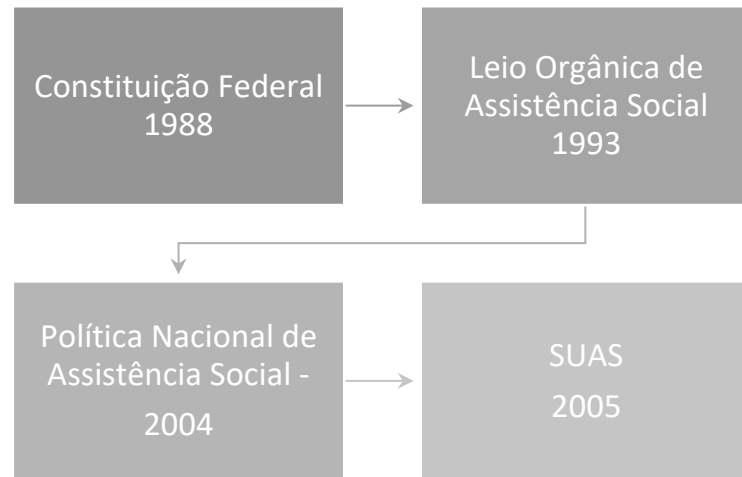 Constituição Federal
1988
Leio Orgânica de
Assistência Social
1993
Política Nacional de
Assistência Social -
2004
SUAS
2005